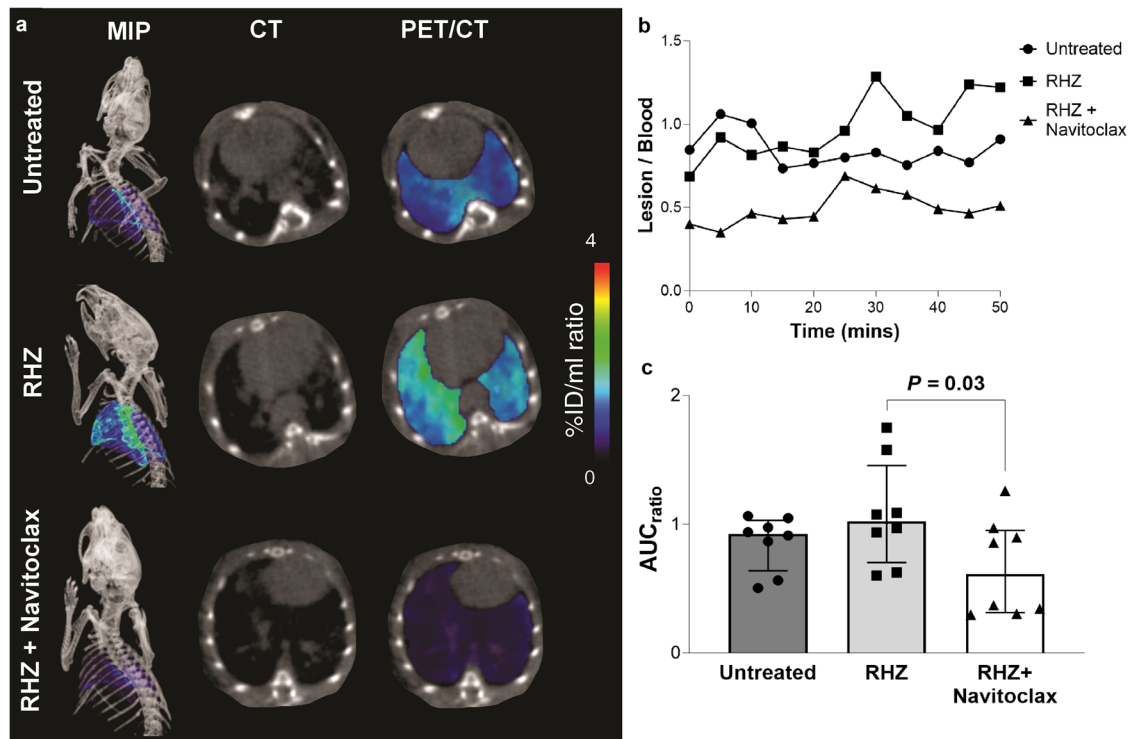 a
MIP
CT
PET/CT
Untreated
RHZ
RHZ + Navitoclax
4
%ID/ml ratio
0
b
1.5
1.0
0.5
0.0
Lesion / Blood
0
10
20
30
40
50
Time (mins)
Untreated
RHZ
RHZ +
Navitoclax
c
P = 0.03
2
1
0
AUCratio
Untreated
RHZ
RHZ+
Navitoclax